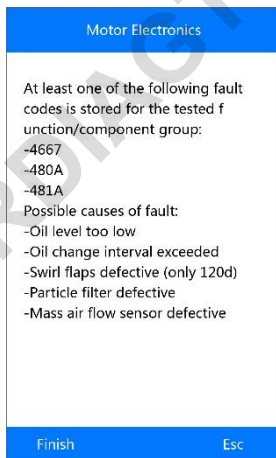 Motor Electronics
At least one of the following fault
codes is stored for the tested f
unction/component group:
-4667
-480A
-481A
Possible causes of fault:
-Oil level too low
-Oil change interval exceeded
-Swirl flaps defective (only 120d)
-Particle filter defective
-Mass air flow sensor defective
Finish
Esc